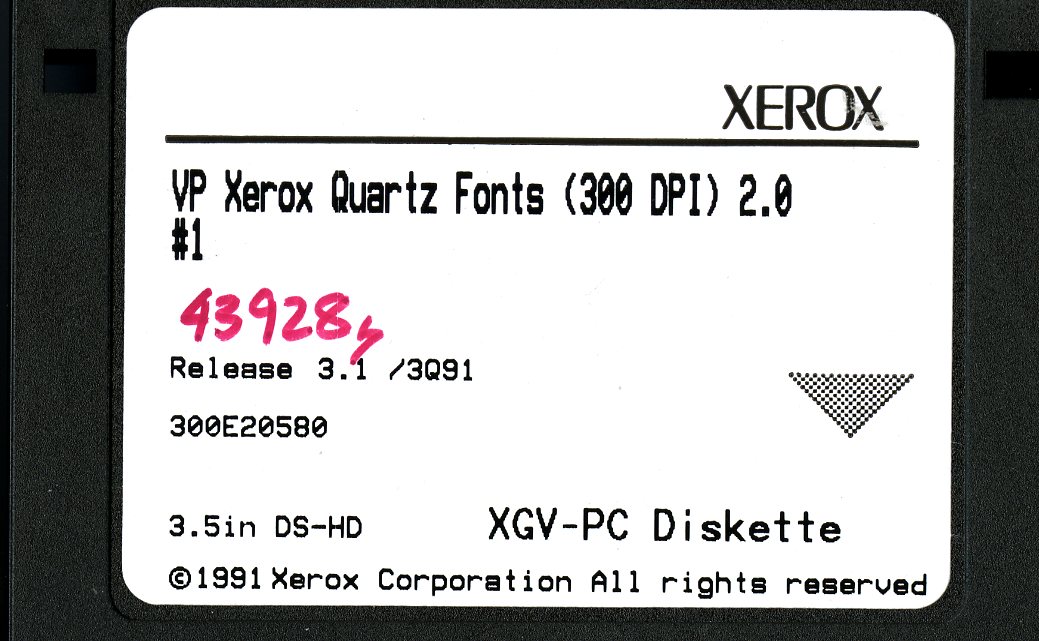 XEROX
VP Xerox Quartz Fonts (300 DPI) 2.0
#1
43928
Release 3.1 /3Q91
300E20580
3.5in DS-HD
XGV-PC Diskette
©1991 Xerox Corporation All rights reserved